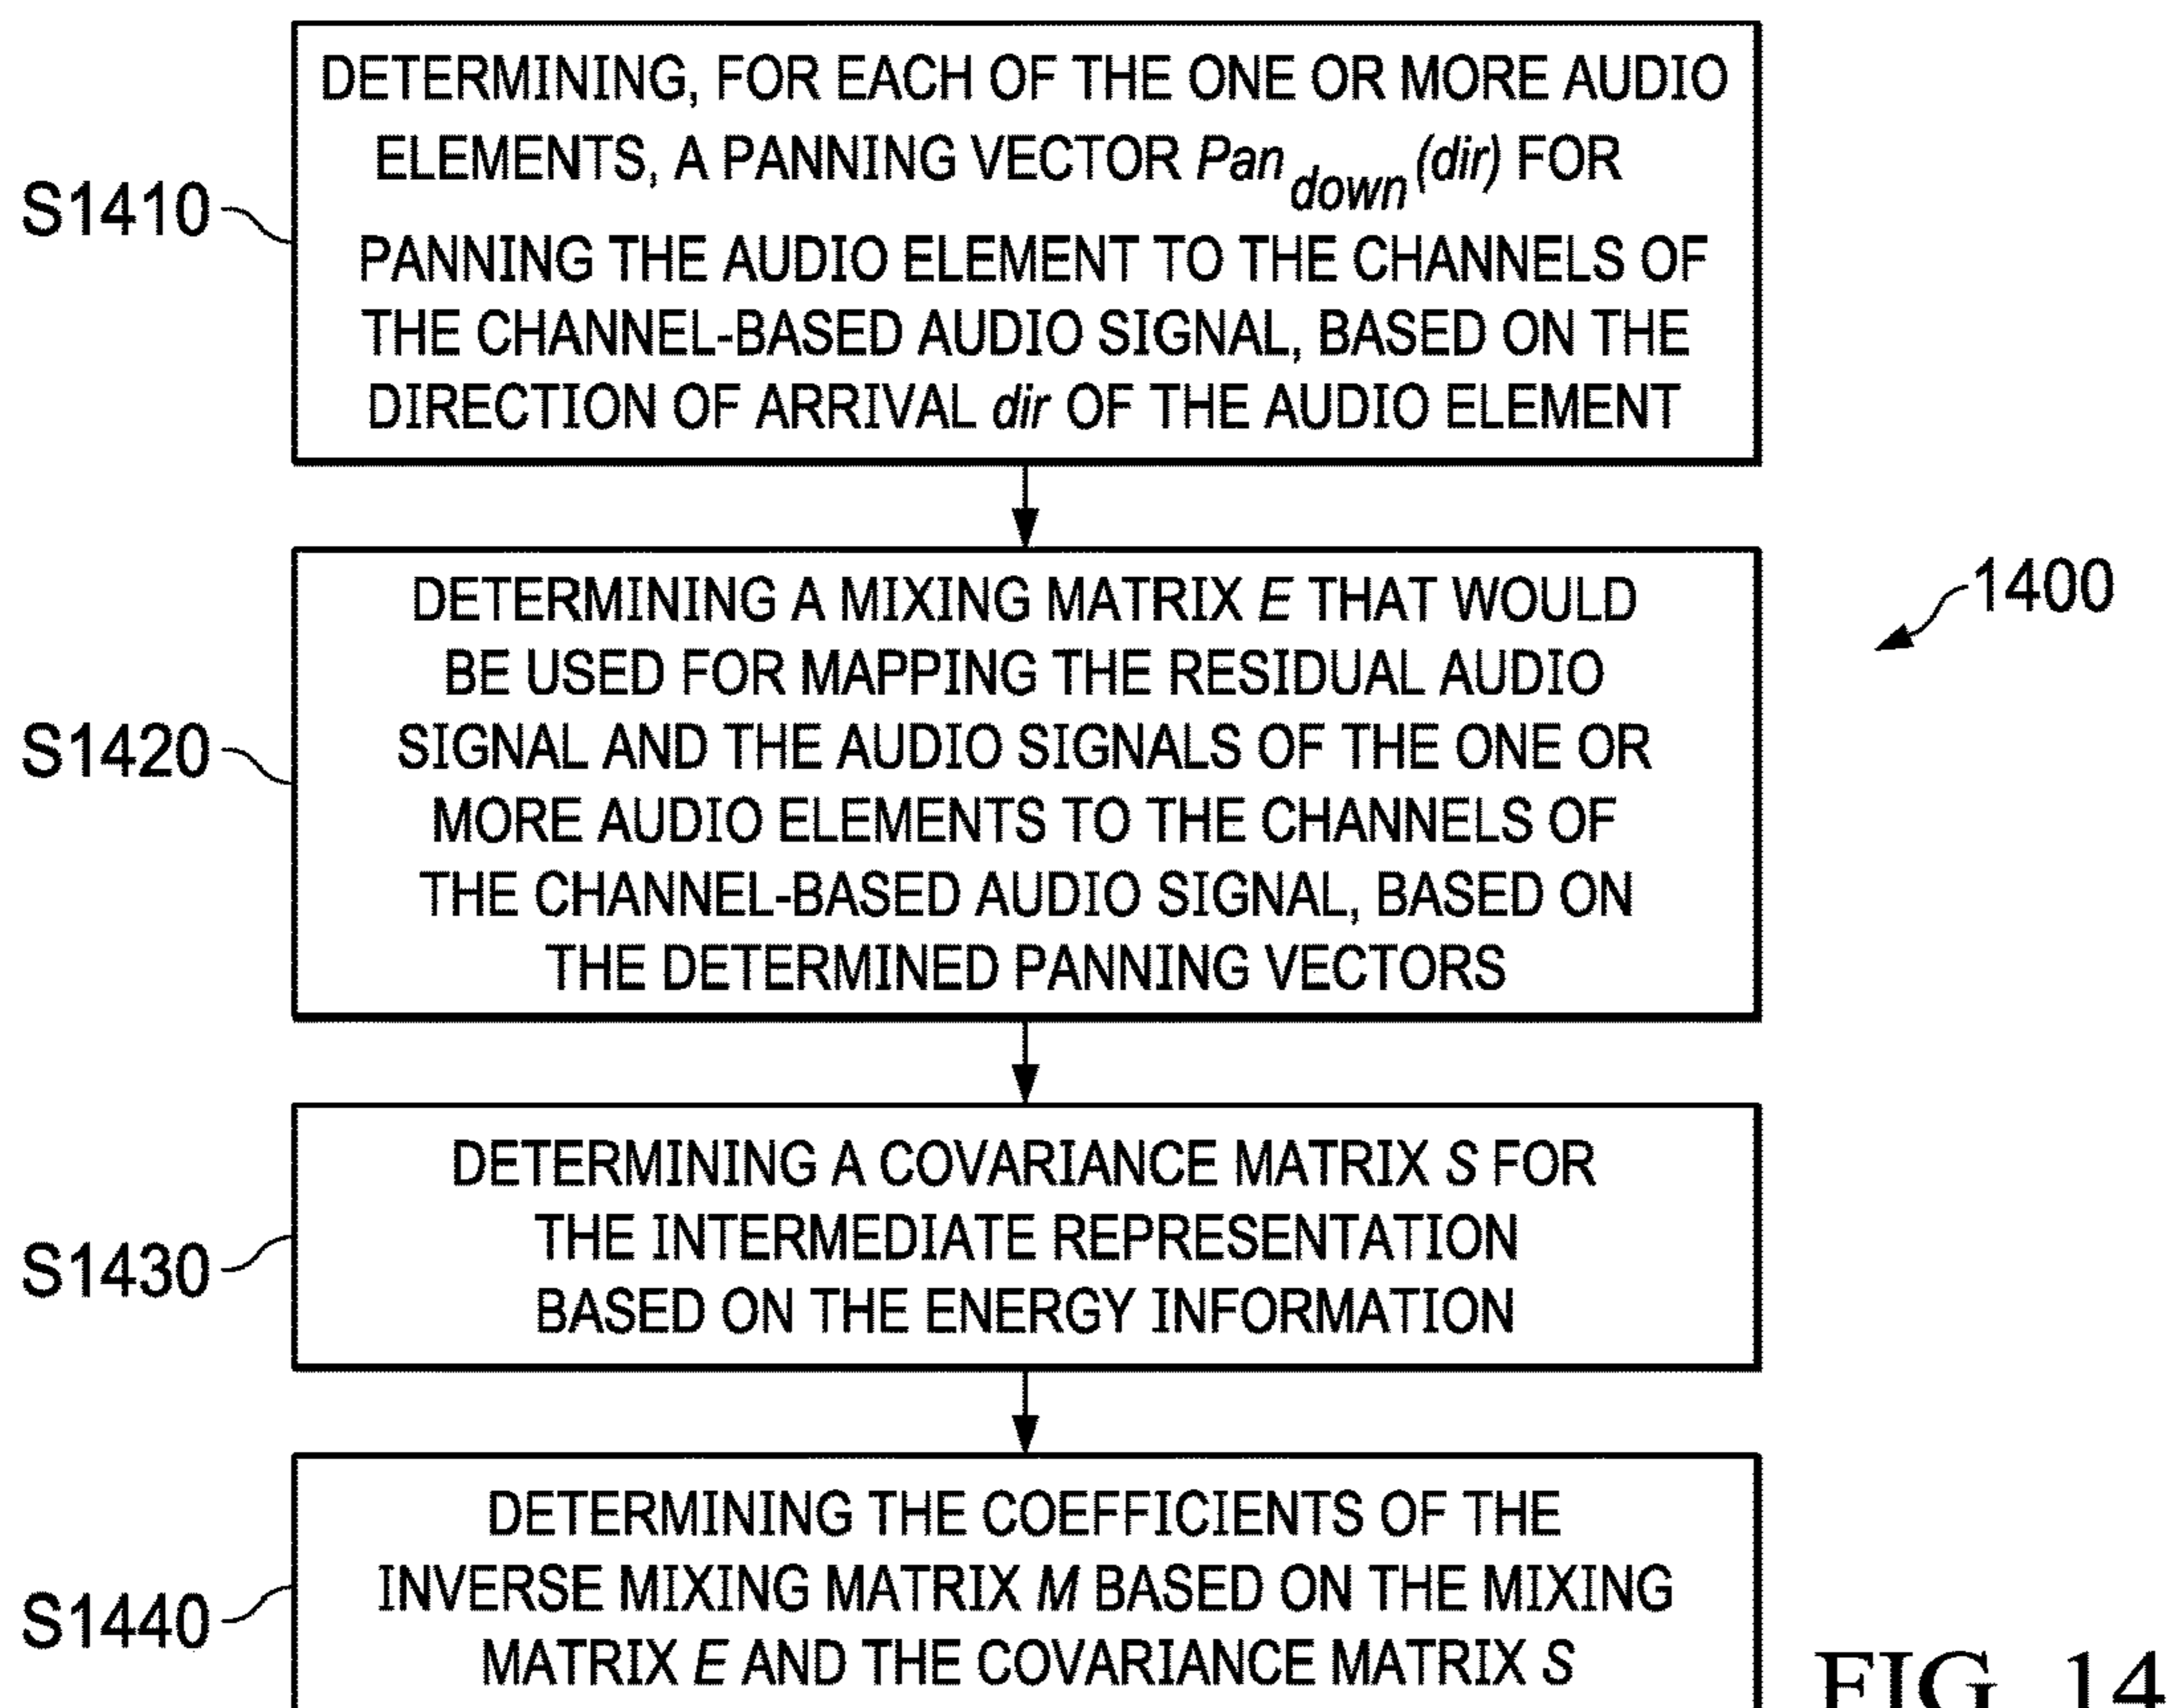 DETERMINING, FOR EACH OF THE ONE OR MORE AUDIO
ELEMENTS, A PANNING VECTOR Pan down (dir) FOR
S1410
PANNING THE AUDIO ELEMENT TO THE CHANNELS OF
THE CHANNEL-BASED AUDIO SIGNAL, BASED ON THE
DIRECTION OF ARRIVAL dir OF THE AUDIO ELEMENT
DETERMINING A MIXING MATRIX E THAT WOULD
1400
BE USED FOR MAPPING THE RESIDUAL AUDIO
S1420
SIGNAL AND THE AUDIO SIGNALS OF THE ONE OR
MORE AUDIO ELEMENTS TO THE CHANNELS OF
THE CHANNEL-BASED AUDIO SIGNAL, BASED ON
THE DETERMINED PANNING VECTORS
DETERMINING A COVARIANCE MATRIX S FOR
THE INTERMEDIATE REPRESENTATION
S1430
BASED ON THE ENERGY INFORMATION
DETERMINING THE COEFFICIENTS OF THE
INVERSE MIXING MATRIX M BASED ON THE MIXING
S1440
MATRIX E AND THE COVARIANCE MATRIX S
FIG. 14